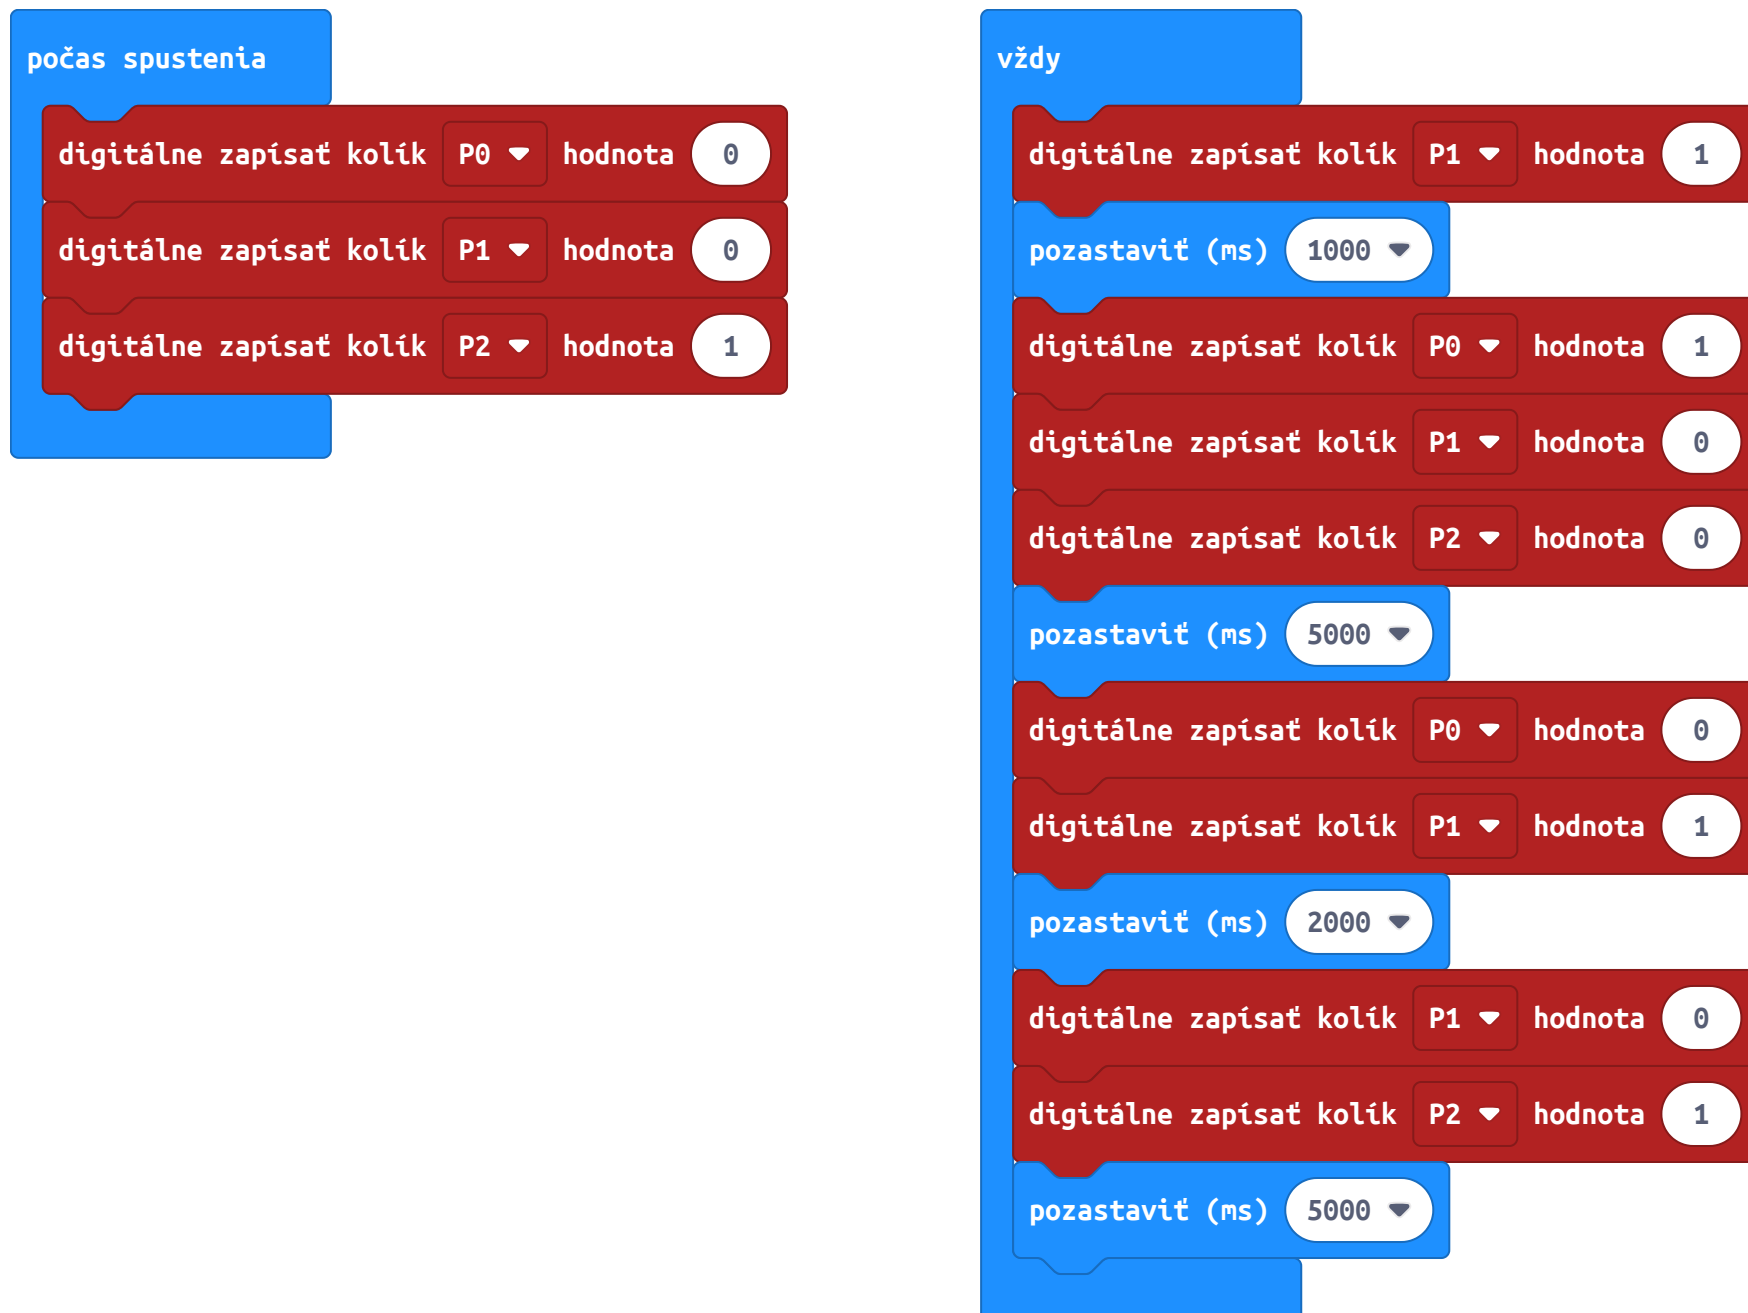 počas spustenia
digitálne zapísať kolík P0 hodnota 0
digitálne zapísať kolík P1 hodnota 0
digitálne zapísať kolík P2 hodnota 1
vždy
digitálne zapísať kolík P1 hodnota 1
pozastaviť (ms) 1000
digitálne zapísať kolík P0 hodnota 1
digitálne zapísať kolík P1 hodnota 0
digitálne zapísať kolík P2 hodnota 0
pozastaviť (ms) 5000
digitálne zapísať kolík P0 hodnota 0
digitálne zapísať kolík P1 hodnota 1
pozastaviť (ms) 2000
digitálne zapísať kolík P1 hodnota 0
digitálne zapísať kolík P2 hodnota 1
pozastaviť (ms) 5000